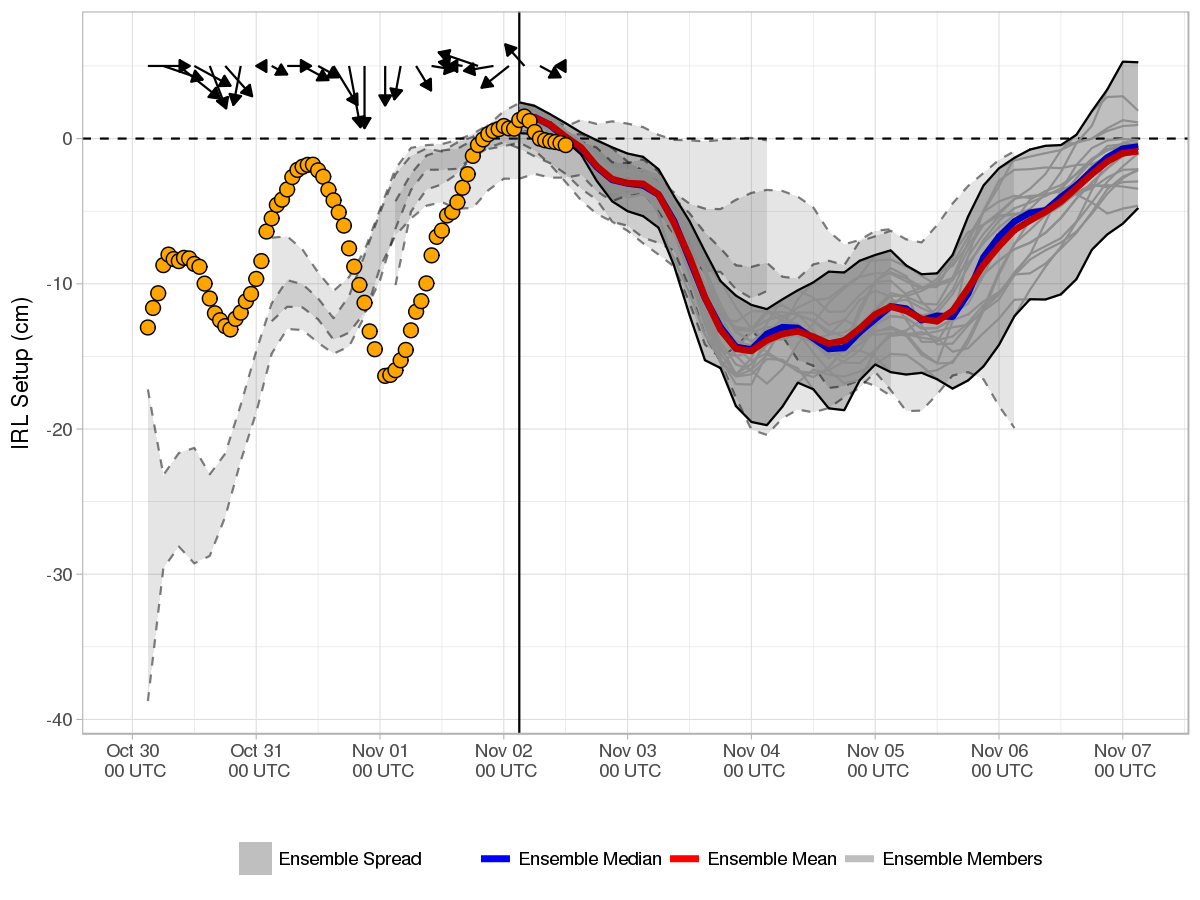 IRL Setup (cm)
0
-10
-20
-30
-40
Oct 30 Oct 31 Nov 01 Nov 02 Nov 03 Nov 04 Nov 05 Nov 06 Nov 07
00 UTC 00 UTC 00 UTC 00 UTC 00 UTC 00 UTC 00 UTC 00 UTC 00 UTC
Ensemble Spread Ensemble Median Ensemble Mean Ensemble Members